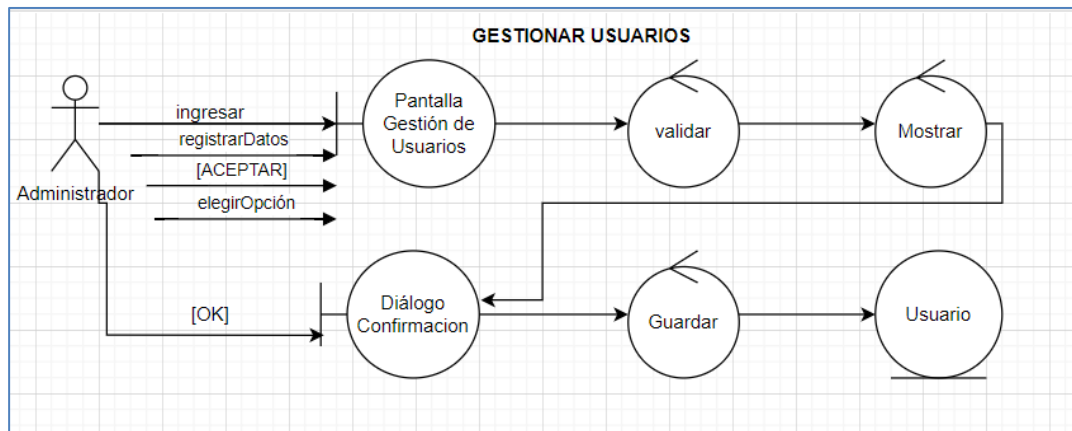 GESTIONAR USUARIOS
ingresar
registrarDatos
[ACEPTAR]
elegirOpción
Administrador
Pantalla
Gestión de
Usuarios
validar
Mostrar
[OK]
Diálogo
Confirmacion
Guardar
Usuario